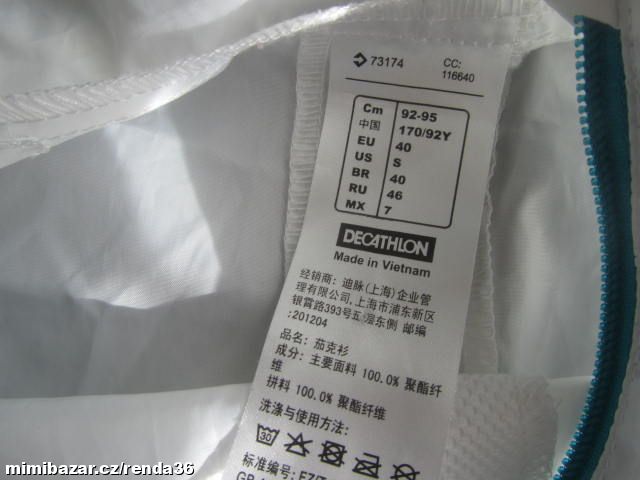 73174 CC: 116640
Cm 92-95
中国 170/92Y
EU 40
US S
BR 40
RU 46
MX 7
DECATHLON
Made in Vietnam
经销商：迪脉(上海)企业管
理有限公司,上海市浦东新区
银霄路393号五层东侧 邮编
:201204
品名：茄克衫
成分：主要面料 100.0% 聚酯纤
维
拼料 100.0% 聚酯纤维
洗涤与使用方法：
30
标准编号：
mimibazar.cz/renda36